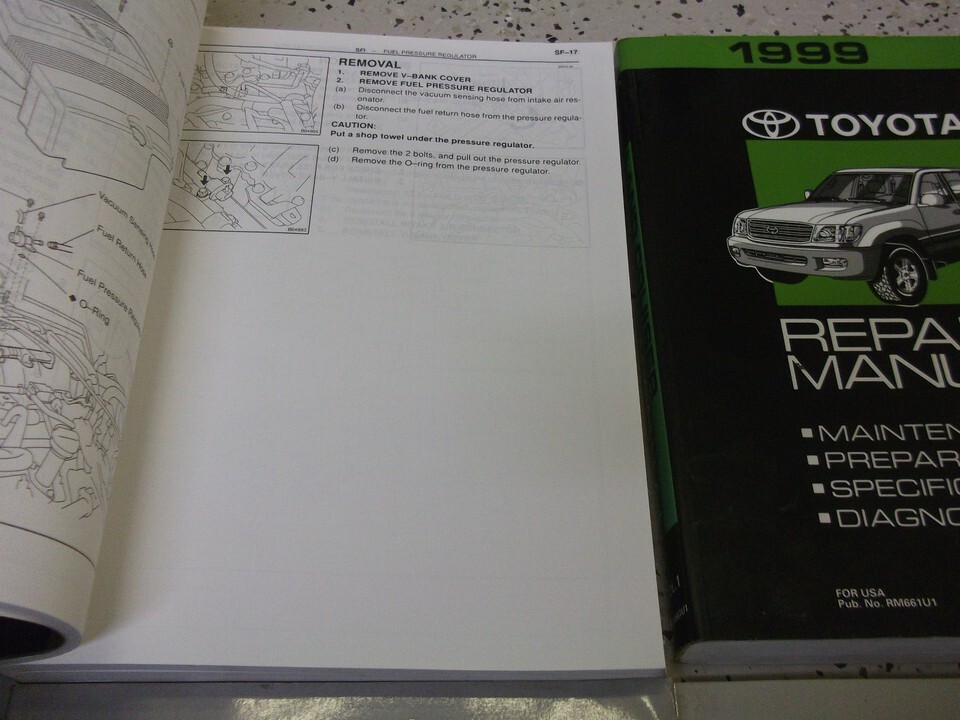 Vacuum Sensing
Fuel Return Hose
Fuel Pressure
O-Ring
SFI - FUEL PRESSURE REGULATOR SF-17
REMOVAL
1. REMOVE V-BANK COVER
2. REMOVE FUEL PRESSURE REGULATOR
(a) Disconnect the vacuum sensing hose from intake air res-
onator.
(b) Disconnect the fuel return hose from the pressure regula-
tor.
CAUTION:
Put a shop towel under the pressure regulator.
(c) Remove the 2 bolts, and pull out the pressure regulator.
(d) Remove the O-ring from the pressure regulator.
1999
TOYOTA
REPA
MANU
▪ MAINTEN
▪ PREPAR
▪ SPECIFIC
▪ DIAGNO
FOR USA
Pub. No. RM661U1